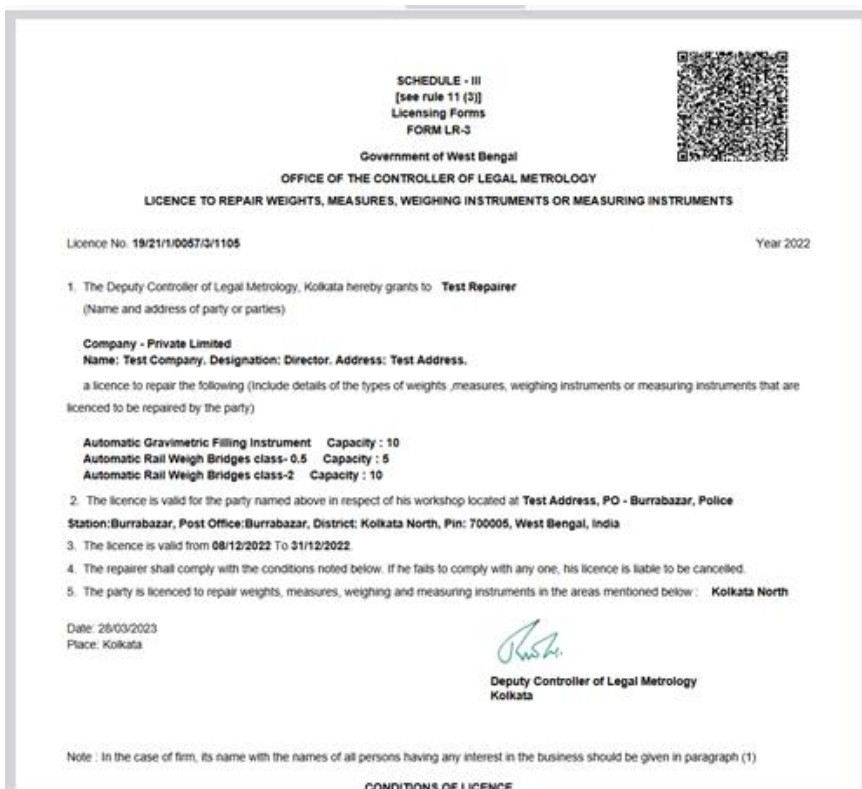 SCHEDULE - III
[see rule 11 (3)]
Licensing Forms
FORM LR-3
Government of West Bengal
OFFICE OF THE CONTROLLER OF LEGAL METROLOGY
LICENCE TO REPAIR WEIGHTS, MEASURES, WEIGHING INSTRUMENTS OR MEASURING INSTRUMENTS
Licence No. 19/21/1/0057/3/1105 Year 2022
1. The Deputy Controller of Legal Metrology, Kolkata hereby grants to Test Repairer
(Name and address of party or parties)
Company - Private Limited
Name: Test Company. Designation: Director. Address: Test Address.
a licence to repair the following (Include details of the types of weights ,measures, weighing instruments or measuring instruments that are
licenced to be repaired by the party)
Automatic Gravimetric Filling Instrument Capacity : 10
Automatic Rail Weigh Bridges class- 0.5 Capacity : 5
Automatic Rail Weigh Bridges class-2 Capacity : 10
2. The licence is valid for the party named above in respect of his workshop located at Test Address, PO - Burrabazar, Police
Station:Burrabazar, Post Office:Burrabazar, District: Kolkata North, Pin: 700005, West Bengal, India
3. The licence is valid from 08/12/2022 To 31/12/2022
4. The repairer shall comply with the conditions noted below. If he fails to comply with any one, his licence is liable to be cancelled.
5. The party is licenced to repair weights, measures, weighing and measuring instruments in the areas mentioned below : Kolkata North
Date: 28/03/2023
Place: Kolkata
Deputy Controller of Legal Metrology
Kolkata
Note : In the case of firm, its name with the names of all persons having any interest in the business should be given in paragraph (1)
CONDITIONS OF LICENCE